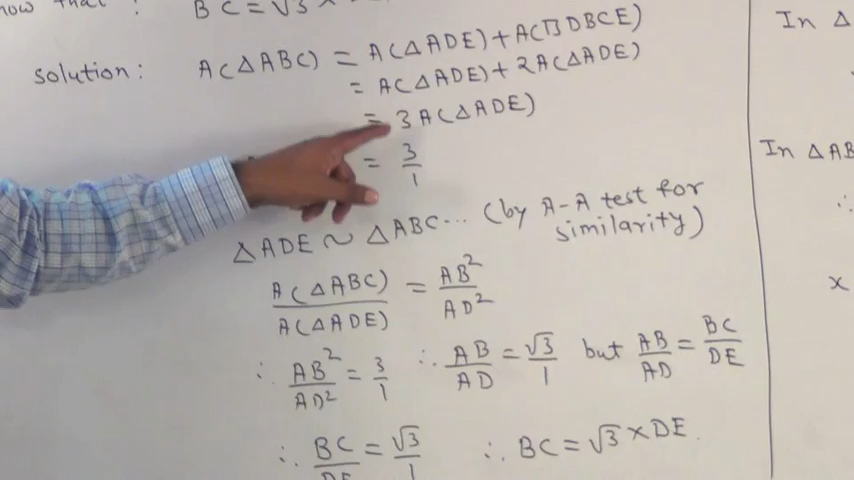 how that : BC = √3 ×
solution: A(△ABC) = A(△ADE) + A(□DBCE)
= A(△ADE) + 2A(△ADE)
= 3A(△ADE)
= 3/1
△ADE ~ △ABC... (by A-A test for similarity)
A(△ABC)/A(△ADE) = AB²/AD²
∴ AB²/AD² = 3/1 ∴ AB/AD = √3/1 but AB/AD = BC/DE
∴ BC/DE = √3/1 ∴ BC = √3 × DE.
In △
In △AB
∴
x